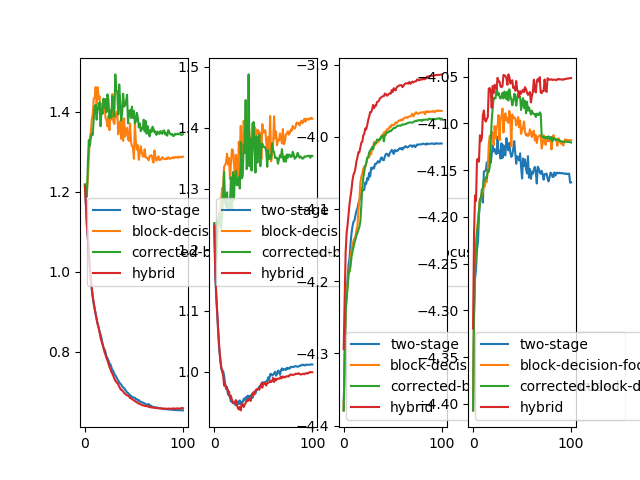 1.4
1.2
1.0
0.8
0
100
two-stage
block-decis
corrected-b
hybrid
1.5
1.4
1.3
1.2
1.0
0
100
two-stage
block-decis
corrected-b
hybrid
−3.9
−4.0
−4.1
−4.2
−4.3
−4.4
0
100
two-stage
block-decis
corrected-b
hybrid
−4.05
−4.10
−4.15
−4.20
−4.25
−4.30
−4.35
−4.40
0
100
two-stage
block-decision-foc
corrected-block-d
hybrid